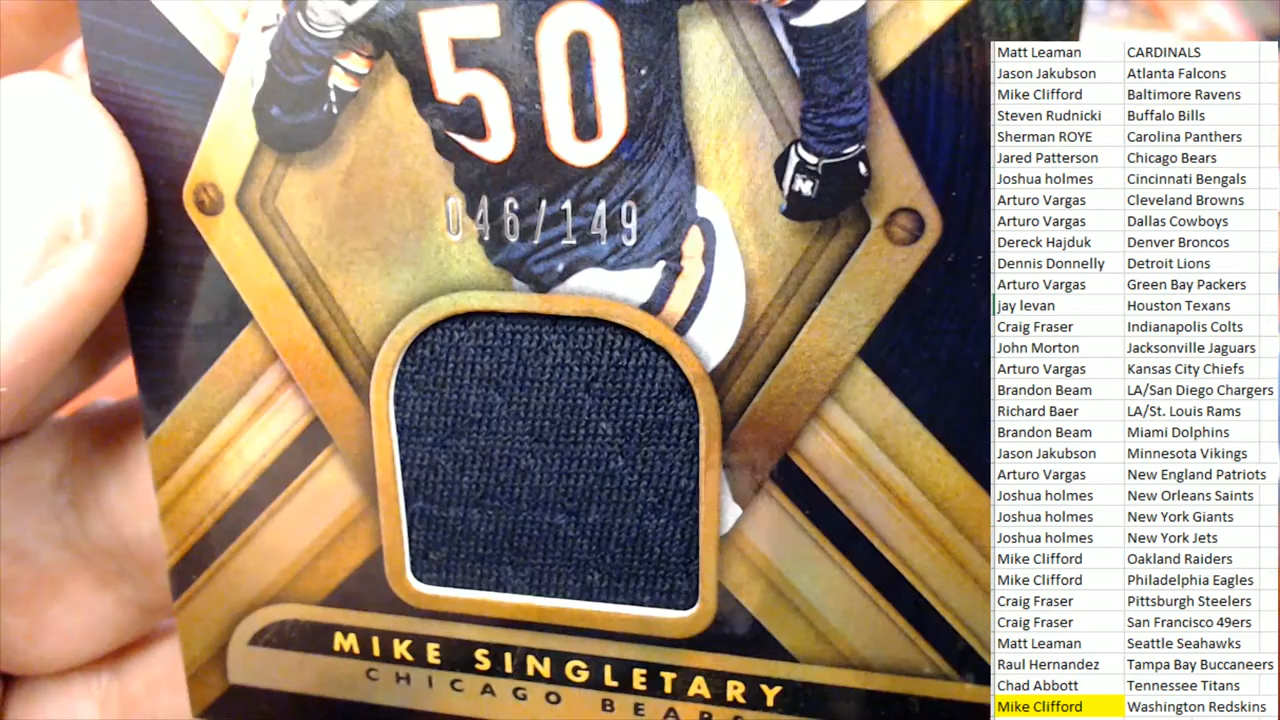 50
046/149
MIKE SINGLETARY
CHICAGO BEARS
Matt Leaman CARDINALS
Jason Jakubson Atlanta Falcons
Mike Clifford Baltimore Ravens
Steven Rudnicki Buffalo Bills
Sherman ROYE Carolina Panthers
Jared Patterson Chicago Bears
Joshua holmes Cincinnati Bengals
Arturo Vargas Cleveland Browns
Arturo Vargas Dallas Cowboys
Dereck Hajduk Denver Broncos
Dennis Donnelly Detroit Lions
Arturo Vargas Green Bay Packers
jay levan Houston Texans
Craig Fraser Indianapolis Colts
John Morton Jacksonville Jaguars
Arturo Vargas Kansas City Chiefs
Brandon Beam LA/San Diego Chargers
Richard Baer LA/St. Louis Rams
Brandon Beam Miami Dolphins
Jason Jakubson Minnesota Vikings
Arturo Vargas New England Patriots
Joshua holmes New Orleans Saints
Joshua holmes New York Giants
Joshua holmes New York Jets
Mike Clifford Oakland Raiders
Mike Clifford Philadelphia Eagles
Craig Fraser Pittsburgh Steelers
Craig Fraser San Francisco 49ers
Matt Leaman Seattle Seahawks
Raul Hernandez Tampa Bay Buccaneers
Chad Abbott Tennessee Titans
Mike Clifford Washington Redskins